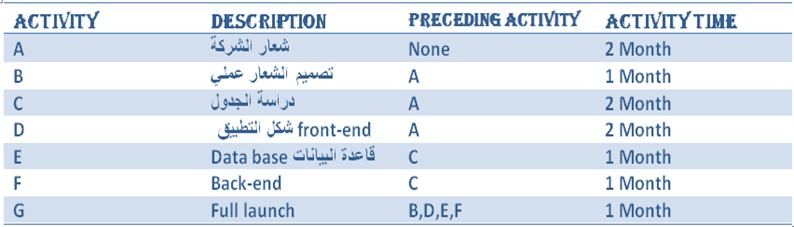 ACTIVITY DESCRIPTION PRECEDING ACTIVITY ACTIVITY TIME
A شعار الشركة None 2 Month
B تصميم الشعار عملي A 1 Month
C دراسة الجدول A 2 Month
D شكل التطبيق front-end A 2 Month
E Data base قاعدة البيانات C 1 Month
F Back-end C 1 Month
G Full launch B,D,E,F 1 Month